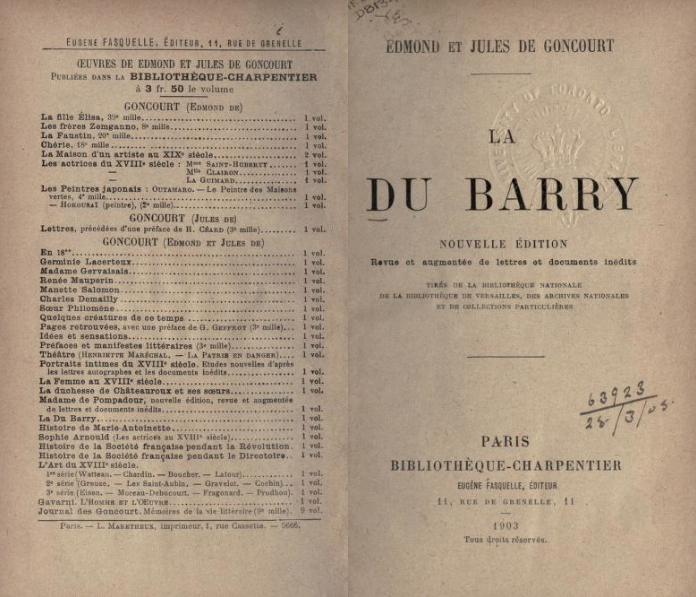 EUGÈNE FASQUELLE, ÉDITEUR, 11, RUE DE GRENELLE
ŒUVRES DE EDMOND ET JULES DE GONCOURT
PUBLIÉES DANS LA BIBLIOTHÈQUE-CHARPENTIER
à 3 fr. 50 le volume
GONCOURT (EDMOND DE)
La fille Élisa, 39e mille........ 1 vol.
Les frères Zemganno, 8e mille........ 1 vol.
La Faustin, 20e mille........ 1 vol.
Chérie, 18e mille........ 1 vol.
La Maison d'un artiste au XIXe siècle........ 2 vol.
Les actrices du XVIIIe siècle : Mme SAINT-HUBERTY........ 1 vol.
— Mlle CLAIRON........ 1 vol.
— LA GUIMARD........ 1 vol.
Les Peintres japonais : OUTAMARO. — Le Peintre des Maisons
vertes, 4e mille........ 1 vol.
— HOKOUSAÏ (peintre), (2e mille)........ 1 vol.
GONCOURT (JULES DE)
Lettres, précédées d'une préface de H. CÉARD (3e mille)........ 1 vol.
GONCOURT (EDMOND ET JULES DE)
En 18**........ 1 vol.
Germinie Lacerteux........ 1 vol.
Madame Gervaisais........ 1 vol.
Renée Mauperin........ 1 vol.
Manette Salomon........ 1 vol.
Charles Demailly........ 1 vol.
Sœur Philomène........ 1 vol.
Quelques créatures de ce temps........ 1 vol.
Pages retrouvées, avec une préface de G. GEFFROY (3e mille)... 1 vol.
Idées et sensations........ 1 vol.
Préfaces et manifestes littéraires (3e mille)........ 1 vol.
Théâtre (HENRIETTE MARÉCHAL. — LA PATRIE EN DANGER).... 1 vol.
Portraits intimes du XVIIIe siècle. Etudes nouvelles d'après
les lettres autographes et les documents inédits........ 1 vol.
La Femme au XVIIIe siècle........ 1 vol.
La duchesse de Châteauroux et ses sœurs........ 1 vol.
Madame de Pompadour, nouvelle édition, revue et augmentée
de lettres et documents inédits........ 1 vol.
La Du Barry........ 1 vol.
Histoire de Marie-Antoinette........ 1 vol.
Sophie Arnould (Les actrices au XVIIIe siècle)........ 1 vol.
Histoire de la Société française pendant la Révolution. 1 vol.
Histoire de la Société française pendant le Directoire.. 1 vol.
L'Art du XVIIIe siècle.
1re série (Watteau. — Chardin. — Boucher. — Latour)........ 1 vol.
2e série (Greuze. — Les Saint-Aubin. — Gravelot. — Cochin)... 1 vol.
3e série (Eisen. — Moreau-Debucourt. — Fragonard. — Prudhon). 1 vol.
Gavarni. L'HOMME ET L'ŒUVRE........ 1 vol.
Journal des Goncourt. Mémoires de la vie littéraire (9e mille). 9 vol.
Paris. — L. MARETHEUX, imprimeur, 1, rue Cassette. — 5666.
EDMOND ET JULES DE GONCOURT
LA
DU BARRY
NOUVELLE ÉDITION
Revue et augmentée de lettres et documents inédits
TIRÉS DE LA BIBLIOTHÈQUE NATIONALE
DE LA BIBLIOTHÈQUE DE VERSAILLES, DES ARCHIVES NATIONALES
ET DE COLLECTIONS PARTICULIÈRES
63923
PARIS
BIBLIOTHÈQUE-CHARPENTIER
EUGÈNE FASQUELLE, ÉDITEUR
11, RUE DE GRENELLE, 11
1903
Tous droits réservés.